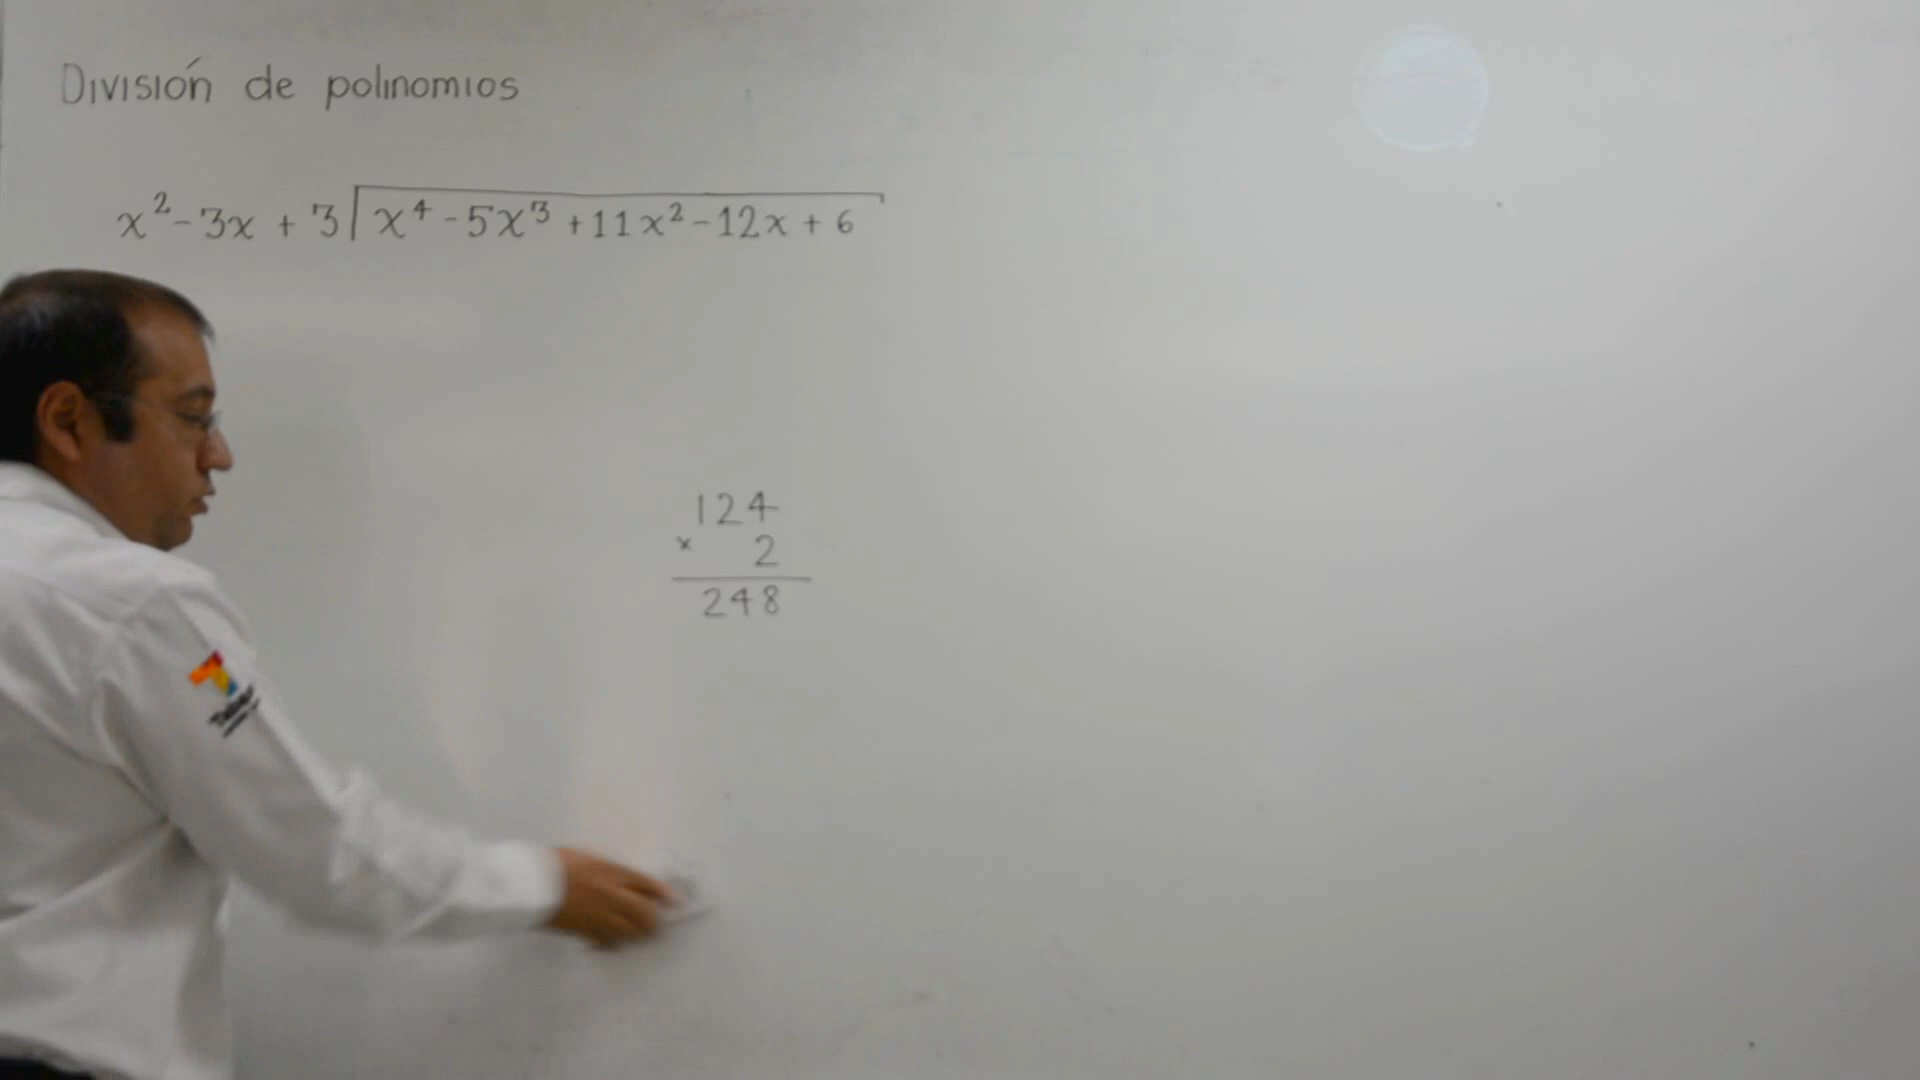 División de polinomios
x² - 3x + 3 x⁴ - 5x³ + 11x² - 12x + 6
124
× 2
248